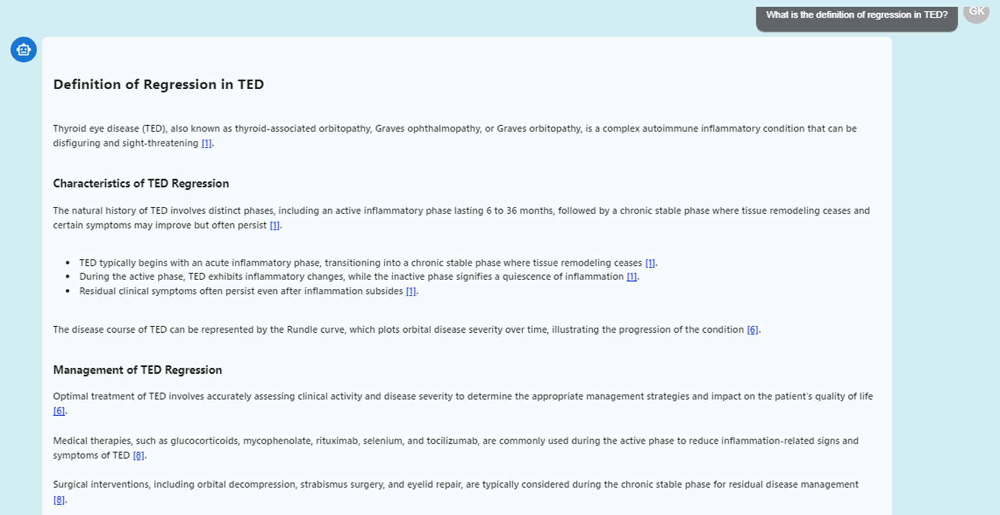 What is the definition of regression in TED?
GK
Definition of Regression in TED
Thyroid eye disease (TED), also known as thyroid-associated orbitopathy, Graves ophthalmopathy, or Graves orbitopathy, is a complex autoimmune inflammatory condition that can be
disfiguring and sight-threatening [1].
Characteristics of TED Regression
The natural history of TED involves distinct phases, including an active inflammatory phase lasting 6 to 36 months, followed by a chronic stable phase where tissue remodeling ceases and
certain symptoms may improve but often persist [1].
• TED typically begins with an acute inflammatory phase, transitioning into a chronic stable phase where tissue remodeling ceases [1].
• During the active phase, TED exhibits inflammatory changes, while the inactive phase signifies a quiescence of inflammation [1].
• Residual clinical symptoms often persist even after inflammation subsides [1].
The disease course of TED can be represented by the Rundle curve, which plots orbital disease severity over time, illustrating the progression of the condition [6].
Management of TED Regression
Optimal treatment of TED involves accurately assessing clinical activity and disease severity to determine the appropriate management strategies and impact on the patient's quality of life
[6].
Medical therapies, such as glucocorticoids, mycophenolate, rituximab, selenium, and tocilizumab, are commonly used during the active phase to reduce inflammation-related signs and
symptoms of TED [8].
Surgical interventions, including orbital decompression, strabismus surgery, and eyelid repair, are typically considered during the chronic stable phase for residual disease management
[8].